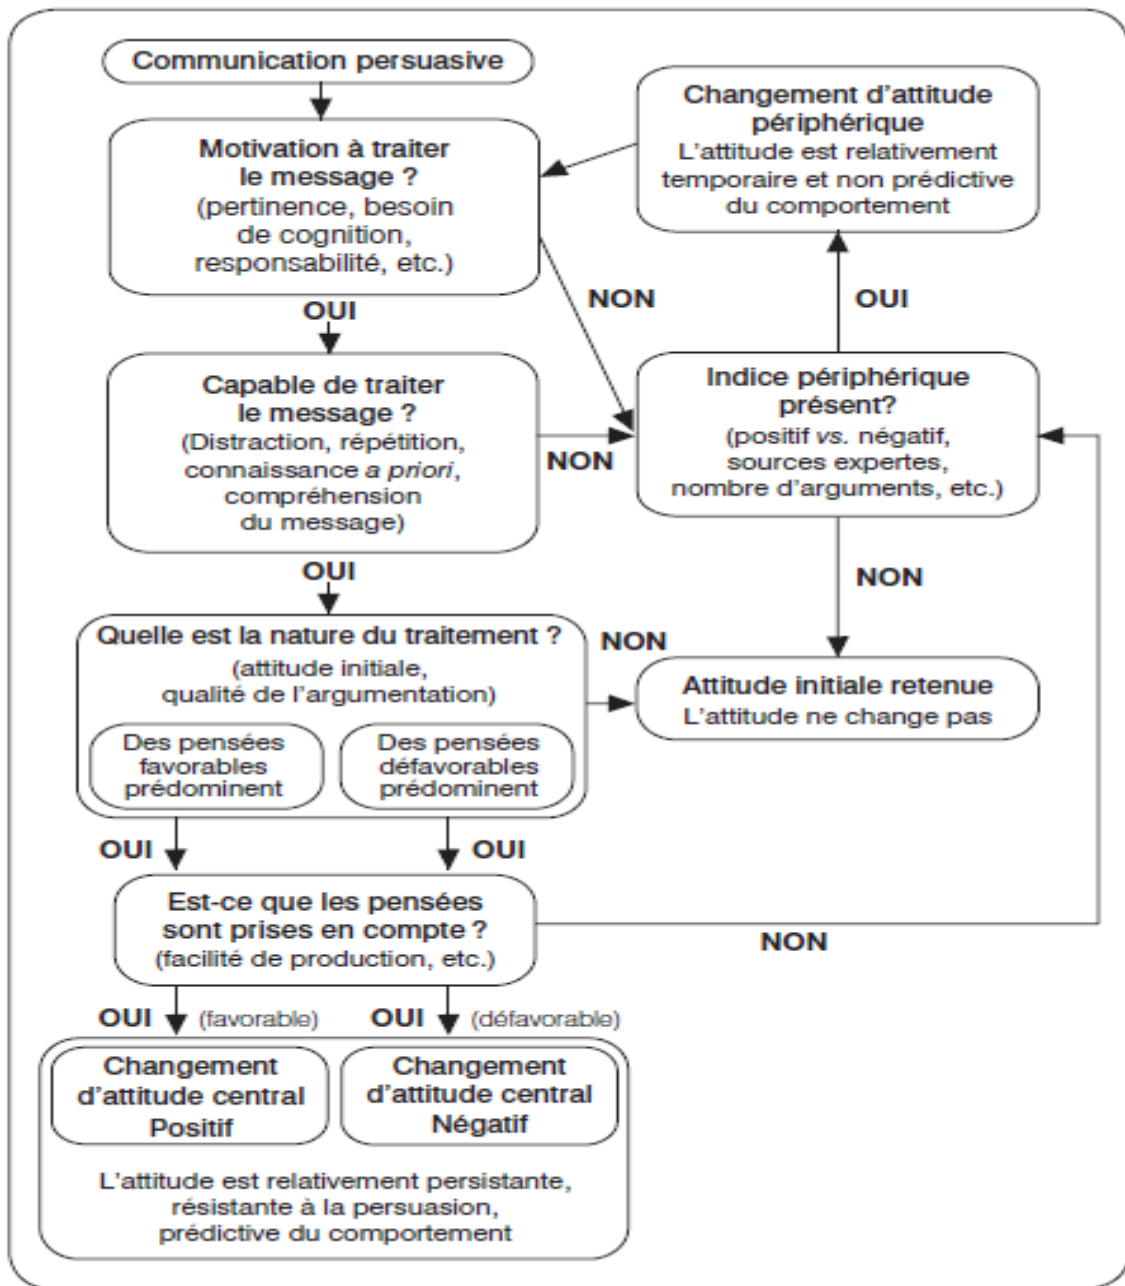 Communication persuasive
Motivation à traiter
le message ?
(pertinence, besoin
de cognition,
responsabilité, etc.)
OUI
NON
Changement d'attitude
périphérique
L'attitude est relativement
temporaire et non prédictive
du comportement
OUI
Capable de traiter
le message ?
(Distraction, répétition,
connaissance a priori,
compréhension
du message)
NON
Indice périphérique
présent?
(positif vs. négatif,
sources expertes,
nombre d'arguments, etc.)
OUI
NON
Quelle est la nature du traitement ?
(attitude initiale,
qualité de l'argumentation)
NON
Attitude initiale retenue
L'attitude ne change pas
Des pensées
favorables
prédominent
Des pensées
défavorables
prédominent
OUI
OUI
Est-ce que les pensées
sont prises en compte ?
(facilité de production, etc.)
NON
OUI (favorable)
OUI (défavorable)
Changement
d'attitude central
Positif
Changement
d'attitude central
Négatif
L'attitude est relativement persistante,
résistante à la persuasion,
prédictive du comportement